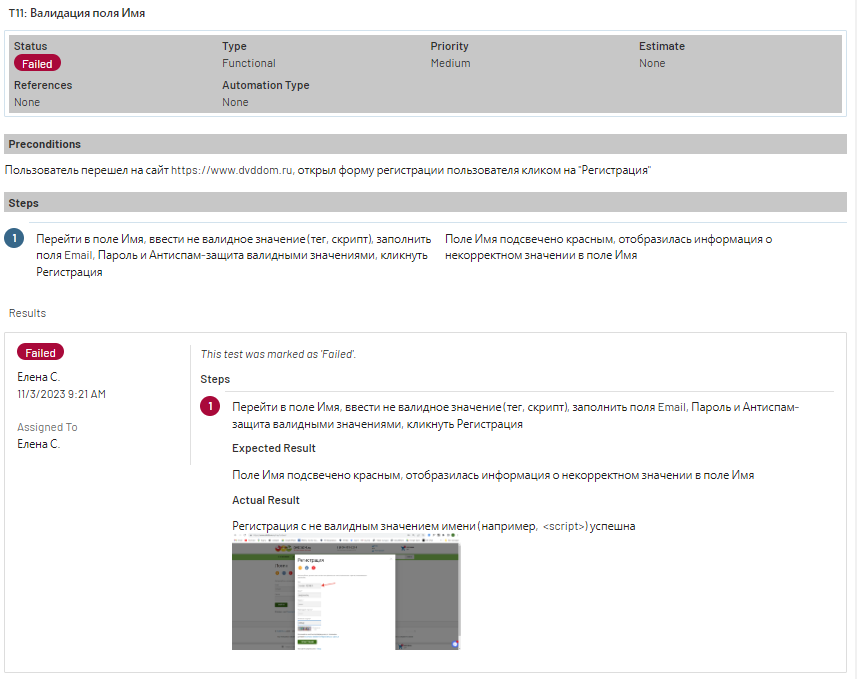 T11: Валидация поля Имя
Status
Type
Priority
Estimate
Failed
Functional
Medium
None
References
Automation Type
None
None
Preconditions
Пользователь перешел на сайт https://www.dvddom.ru, открыл форму регистрации пользователя кликом на "Регистрация"
Steps
1
Перейти в поле Имя, ввести не валидное значение (тег, скрипт), заполнить
поля Email, Пароль и Антиспам-защита валидными значениями, кликнуть
Регистрация
Поле Имя подсвечено красным, отобразилась информация о
некорректном значении в поле Имя
Results
Failed
Елена С.
11/3/2023 9:21 AM
Assigned To
Елена С.
This test was marked as 'Failed'.
Steps
1
Перейти в поле Имя, ввести не валидное значение (тег, скрипт), заполнить поля Email, Пароль и Антиспам-
защита валидными значениями, кликнуть Регистрация
Expected Result
Поле Имя подсвечено красным, отобразилась информация о некорректном значении в поле Имя
Actual Result
Регистрация с не валидным значением имени (например, <script>) успешна
Регистрация